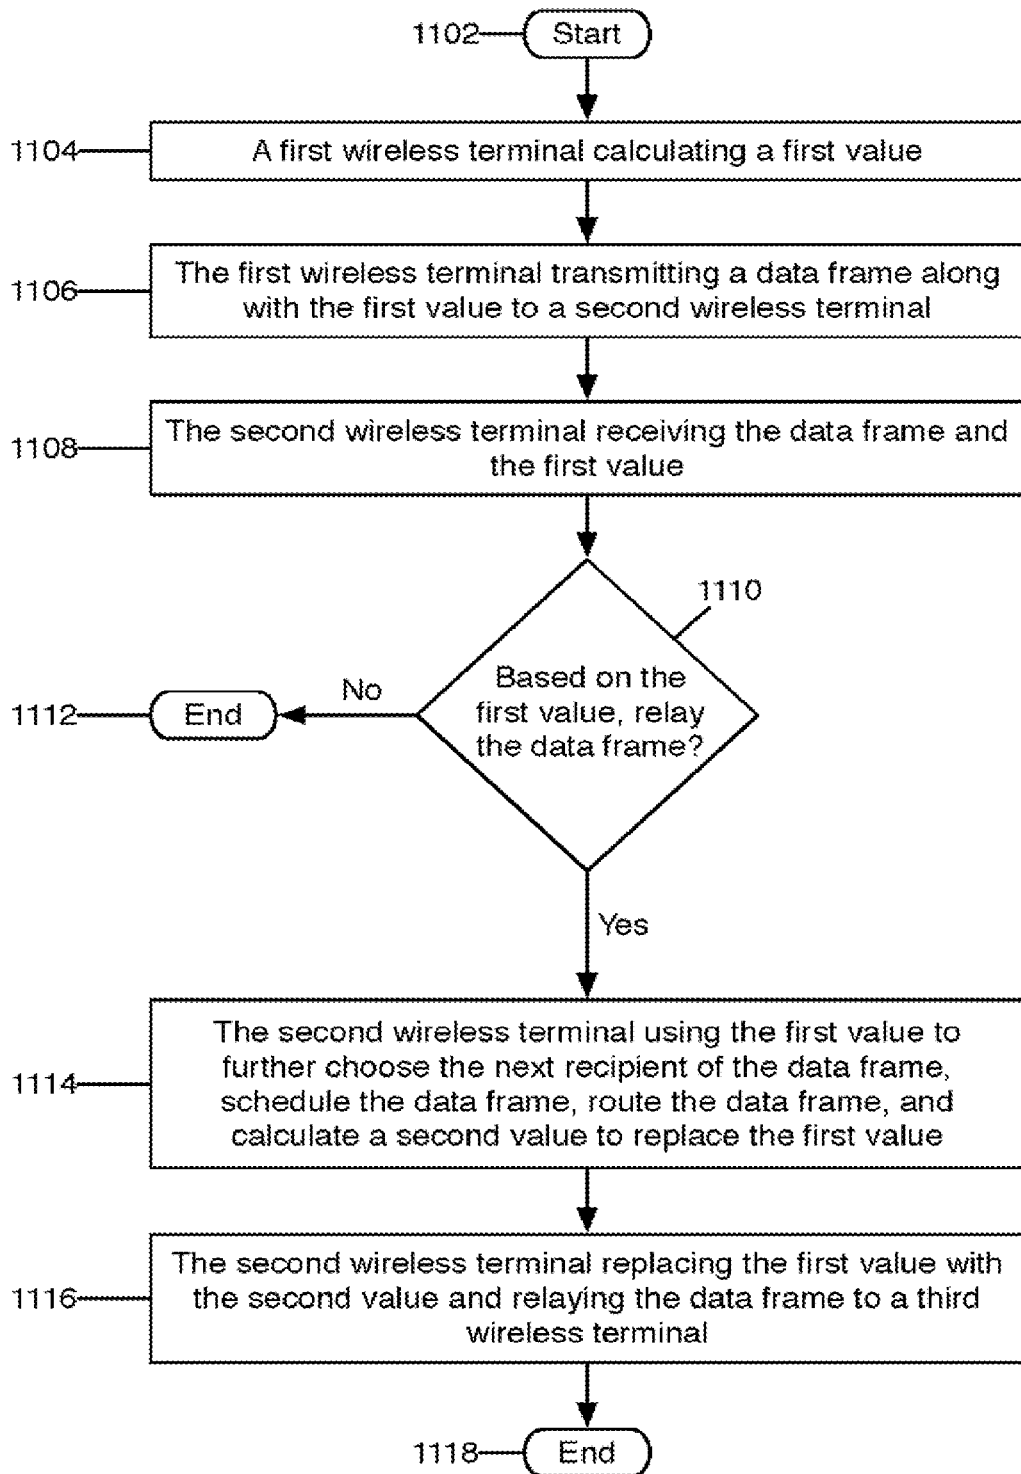 1102
Start
1104
A first wireless terminal calculating a first value
1106
The first wireless terminal transmitting a data frame along
with the first value to a second wireless terminal
1108
The second wireless terminal receiving the data frame and
the first value
1110
Based on the
first value, relay
the data frame?
No
1112
End
Yes
1114
The second wireless terminal using the first value to
further choose the next recipient of the data frame,
schedule the data frame, route the data frame, and
calculate a second value to replace the first value
1116
The second wireless terminal replacing the first value with
the second value and relaying the data frame to a third
wireless terminal
1118
End